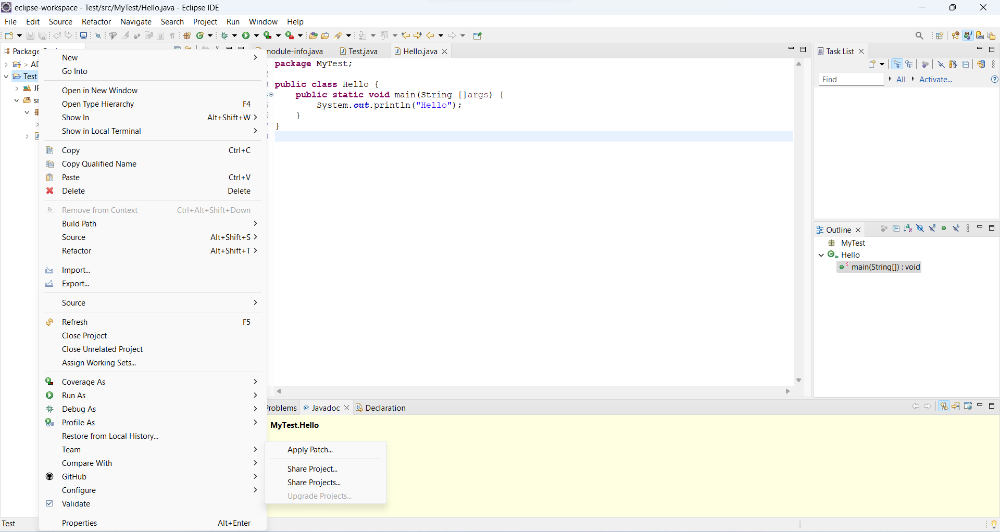 eclipse-workspace - Test/src/MyTest/Hello.java - Eclipse IDE
File Edit Source Refactor Navigate Search Project Run Window Help
Package
module-info.java
Test.java
Hello.java
> AD
Test
New
Go Into
Open in New Window
Open Type Hierarchy F4
Show In Alt+Shift+W
Show in Local Terminal
Copy Ctrl+C
Copy Qualified Name
Paste Ctrl+V
Delete Delete
Remove from Context Ctrl+Alt+Shift+Down
Build Path
Source Alt+Shift+S
Refactor Alt+Shift+T
Import...
Export...
Source
Refresh F5
Close Project
Close Unrelated Project
Assign Working Sets...
Coverage As
Run As
Debug As
Profile As
Restore from Local History...
Team
Compare With
GitHub
Configure
Validate
Properties Alt+Enter
Apply Patch...
Share Project...
Share Projects...
Upgrade Projects...
package MyTest;
public class Hello {
public static void main(String []args) {
System.out.println("Hello");
}
}
Problems
@ Javadoc
Declaration
MyTest.Hello
Task List
Find
All
Activate...
Outline
MyTest
Hello
main(String[]) : void
Test